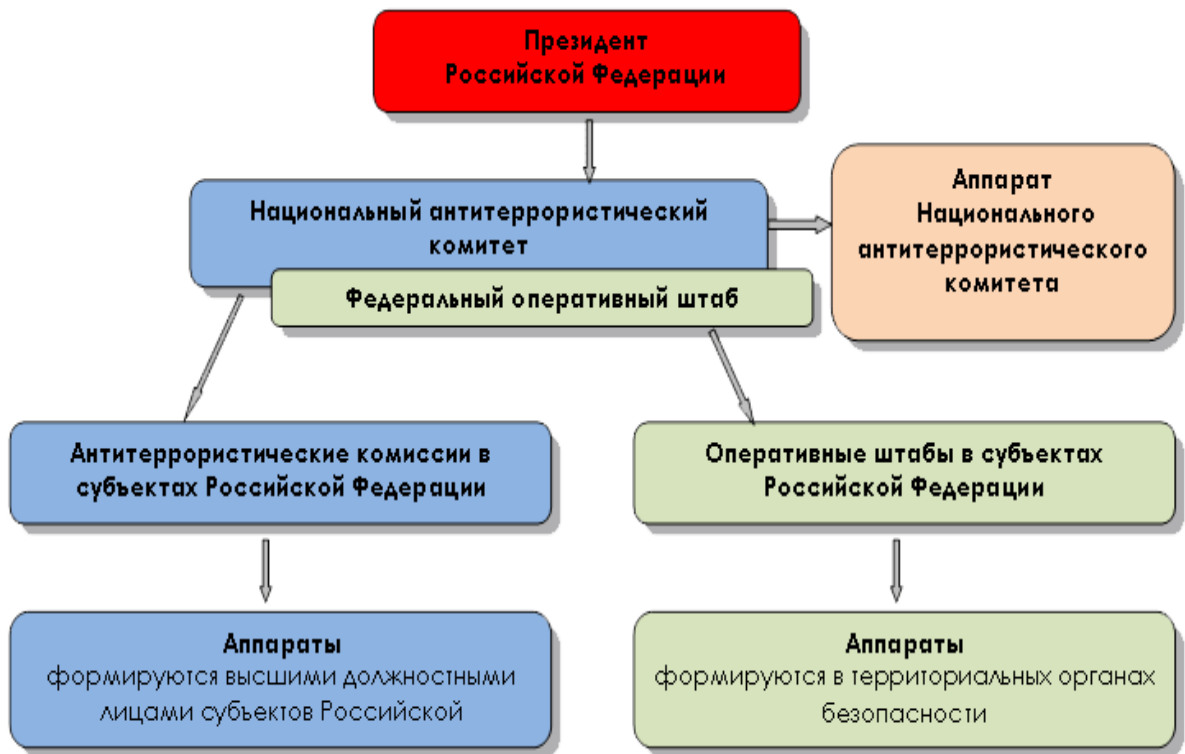 Президент
Российской Федерации
Национальный антитеррористический
комитет
Аппарат
Национального
антитеррористического
комитета
Федеральный оперативный штаб
Антитеррористические комиссии в
субъектах Российской Федерации
Оперативные штабы в субъектах
Российской Федерации
Аппараты
формируются высшими должностными
лицами субъектов Российской
Аппараты
формируются в территориальных органах
безопасности